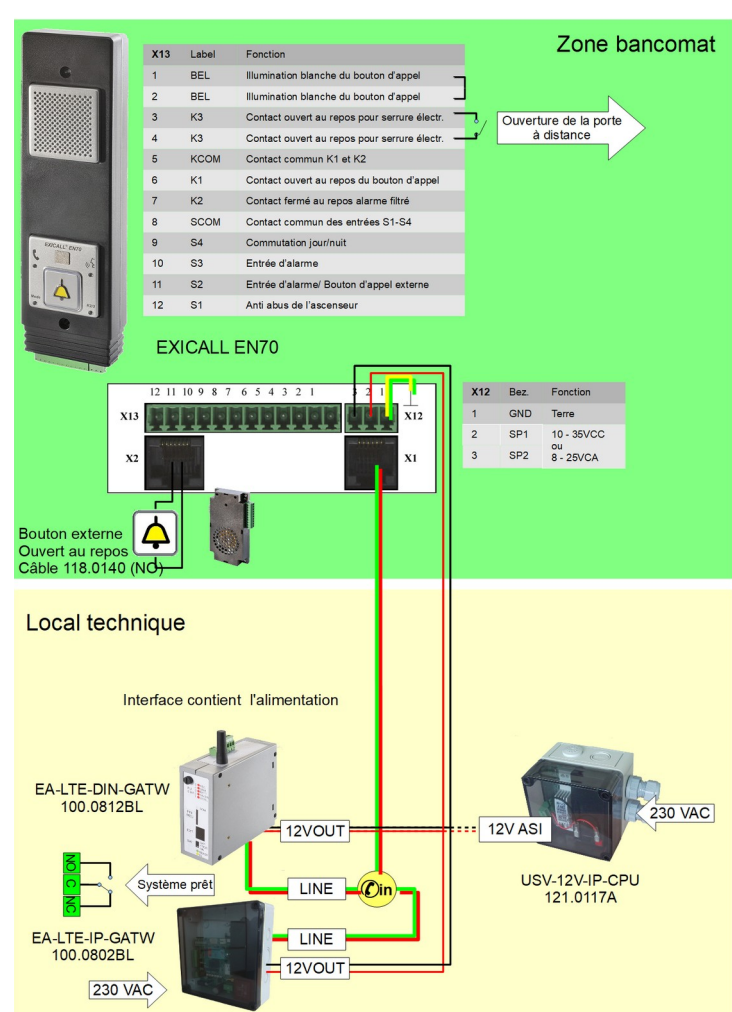 Zone bancomat
X13 Label Fonction
1 BEL Illumination blanche du bouton d'appel
2 BEL Illumination blanche du bouton d'appel
3 K3 Contact ouvert au repos pour serrure électr.
4 K3 Contact ouvert au repos pour serrure électr.
5 KCOM Contact commun K1 et K2
6 K1 Contact ouvert au repos du bouton d'appel
7 K2 Contact fermé au repos alarme filtré
8 SCOM Contact commun des entrées S1-S4
9 S4 Commutation jour/nuit
10 S3 Entrée d'alarme
11 S2 Entrée d'alarme/ Bouton d'appel externe
12 S1 Anti abus de l'ascenseur
Ouverture de la porte
à distance
EXICALL EN70
EXICALL EN70
12 11 10 9 8 7 6 5 4 3 2 1
3 2 1
X13
X12
X2
X1
X12 Bez. Fonction
1 GND Terre
2 SP1 10 - 35VCC
ou
3 SP2 8 - 25VCA
Bouton externe
Ouvert au repos
Câble 118.0140 (NO)
Local technique
Interface contient l'alimentation
EA-LTE-DIN-GATW
100.0812BL
12VOUT
12V ASI
230 VAC
USV-12V-IP-CPU
121.0117A
NO
C
NC
Système prêt
LINE
in
LINE
EA-LTE-IP-GATW
100.0802BL
12VOUT
230 VAC